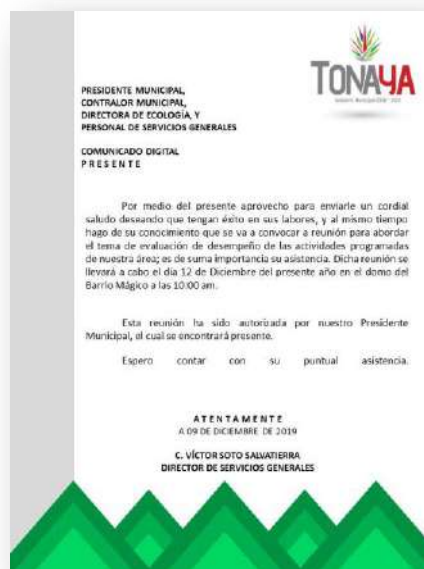 TONAYA
PRESIDENTE MUNICIPAL,
CONTRALOR MUNICIPAL,
DIRECTORA DE ECOLOGÍA, Y
PERSONAL DE SERVICIOS GENERALES
COMUNICADO DIGITAL
P R E S E N T E
Por medio del presente aprovecho para enviarle un cordial
saludo deseando que tengan éxito en sus labores, y al mismo tiempo
hago de su conocimiento que se va a convocar a reunión para abordar
el tema de evaluación de desempeño de las actividades programadas
de nuestra área; es de suma importancia su asistencia. Dicha reunión se
llevará a cabo el día 12 de Diciembre del presente año en el domo del
Barrio Mágico a las 10:00 am.
Esta reunión ha sido autorizada por nuestro Presidente
Municipal, el cual se encontrará presente.
Espero contar con su puntual asistencia.
A T E N T A M E N T E
A 09 DE DICIEMBRE DE 2019
C. VÍCTOR SOTO SALVATIERRA
DIRECTOR DE SERVICIOS GENERALES